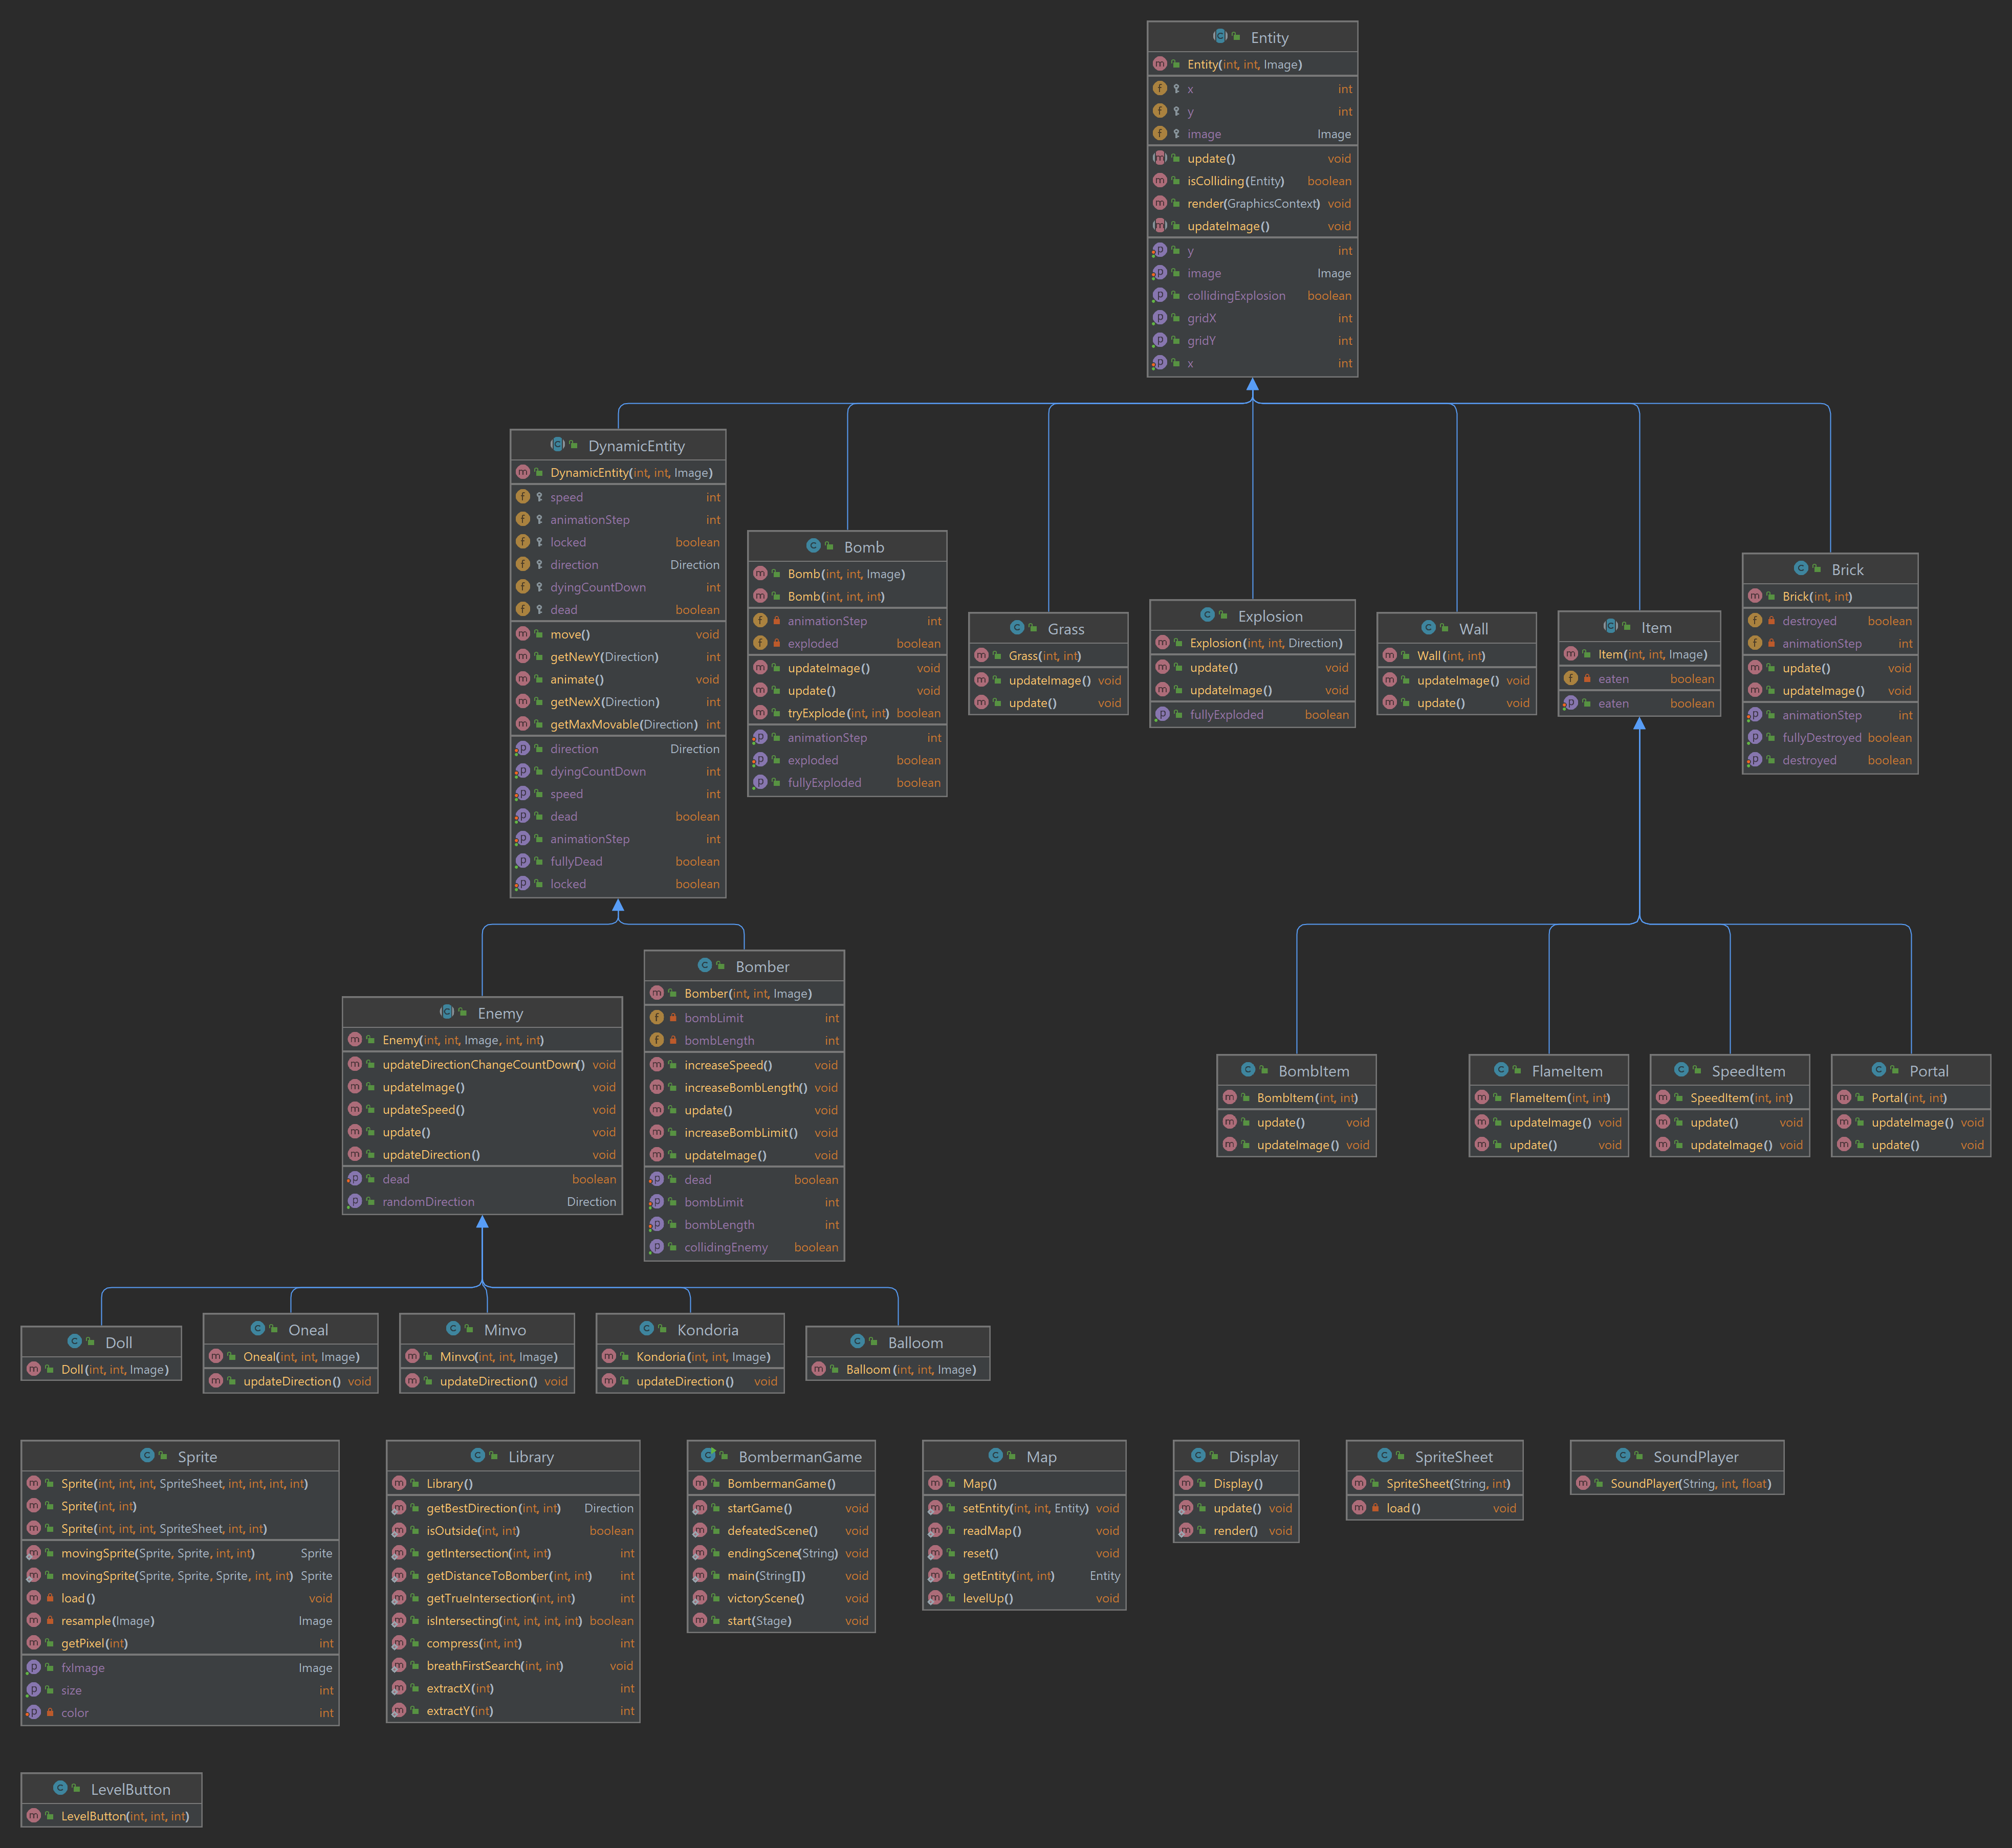 Entity
Entity(int, int, Image)
x int
y int
image Image
update() void
isColliding(Entity) boolean
render(GraphicsContext) void
updateImage() void
y int
image Image
collidingExplosion boolean
gridX int
gridY int
x int
DynamicEntity
DynamicEntity(int, int, Image)
speed int
animationStep int
locked boolean
direction Direction
dyingCountDown int
dead boolean
move() void
getNewY(Direction) int
animate() void
getNewX(Direction) int
getMaxMovable(Direction) int
direction Direction
dyingCountDown int
speed int
dead boolean
animationStep int
fullyDead boolean
locked boolean
Bomb
Bomb(int, int, Image)
Bomb(int, int, int)
animationStep int
exploded boolean
updateImage() void
update() void
tryExplode(int, int) boolean
animationStep int
exploded boolean
fullyExploded boolean
Grass
Grass(int, int)
updateImage() void
update() void
Explosion
Explosion(int, int, Direction)
update() void
updateImage() void
fullyExploded boolean
Wall
Wall(int, int)
updateImage() void
update() void
Item
Item(int, int, Image)
eaten boolean
eaten boolean
Brick
Brick(int, int)
destroyed boolean
animationStep int
update() void
updateImage() void
animationStep int
fullyDestroyed boolean
destroyed boolean
Enemy
Enemy(int, int, Image, int, int)
updateDirectionChangeCountDown() void
updateImage() void
updateSpeed() void
update() void
updateDirection() void
dead boolean
randomDirection Direction
Bomber
Bomber(int, int, Image)
bombLimit int
bombLength int
increaseSpeed() void
increaseBombLength() void
update() void
increaseBombLimit() void
updateImage() void
dead boolean
bombLimit int
bombLength int
collidingEnemy boolean
BombItem
BombItem(int, int)
update() void
updateImage() void
FlameItem
FlameItem(int, int)
updateImage() void
update() void
SpeedItem
SpeedItem(int, int)
update() void
updateImage() void
Portal
Portal(int, int)
updateImage() void
update() void
Doll
Doll(int, int, Image)
Oneal
Oneal(int, int, Image)
updateDirection() void
Minvo
Minvo(int, int, Image)
updateDirection() void
Kondoria
Kondoria(int, int, Image)
updateDirection() void
Balloom
Balloom(int, int, Image)
Sprite
Sprite(int, int, int, SpriteSheet, int, int, int, int)
Sprite(int, int)
Sprite(int, int, int, SpriteSheet, int, int)
movingSprite(Sprite, Sprite, int, int) Sprite
movingSprite(Sprite, Sprite, Sprite, int, int) Sprite
load() void
resample(Image) Image
getPixel(int) int
fxImage Image
size int
color int
Library
Library()
getBestDirection(int, int) Direction
isOutside(int, int) boolean
getIntersection(int, int) int
getDistanceToBomber(int, int) int
getTrueIntersection(int, int) int
isIntersecting(int, int, int, int) boolean
compress(int, int) int
breathFirstSearch(int, int) void
extractX(int) int
extractY(int) int
BombermanGame
BombermanGame()
startGame() void
defeatedScene() void
endingScene(String) void
main(String[]) void
victoryScene() void
start(Stage) void
Map
Map()
setEntity(int, int, Entity) void
readMap() void
reset() void
getEntity(int, int) Entity
levelUp() void
Display
Display()
update() void
render() void
SpriteSheet
SpriteSheet(String, int)
load() void
SoundPlayer
SoundPlayer(String, int, float)
LevelButton
LevelButton(int, int, int)